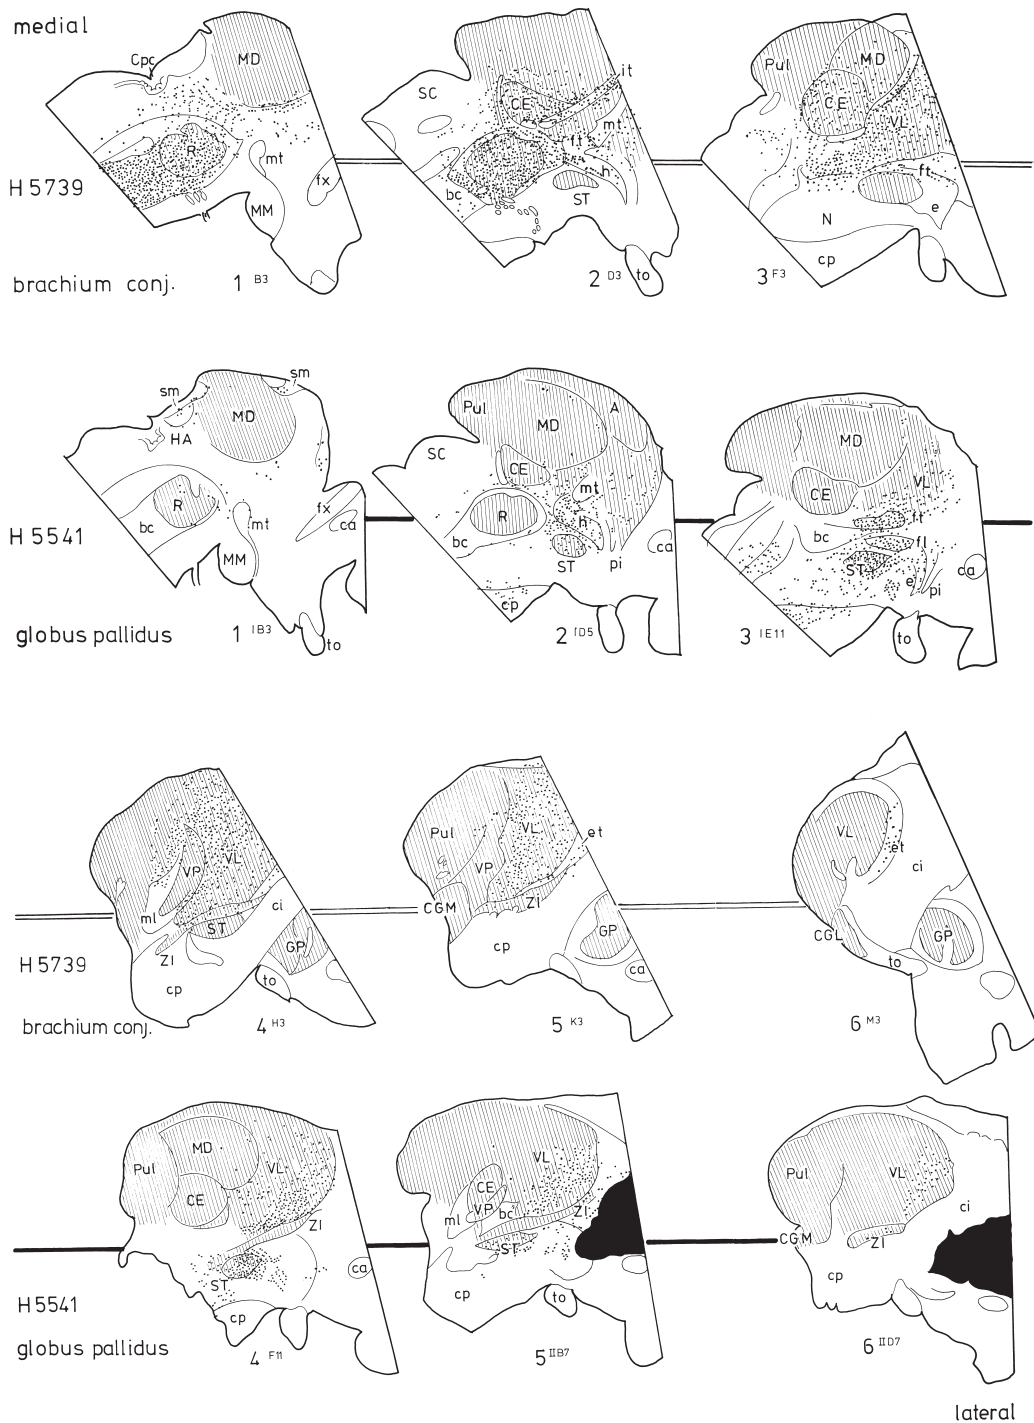 medial
Cpc MD R mt fx MM
SC CE it mt ft h bc ST to
Pul MD CE VL ft e N cp
H 5739
brachium conj. 1 B3 2 D3 3 F3
sm sm MD HA R bc mt fx ca MM to
Pul MD A SC CE mt R h bc ST pi ca cp
MD VL CE ft bc fl ST e pi ca to
H 5541
globus pallidus 1 IB3 2 ID5 3 IE11
VP VL ml ci ST ZI GP to cp
Pul VL et VP CGM ZI GP cp ca
VL et ci CGL GP to
H 5739
brachium conj. 4 H3 5 K3 6 M3
MD Pul VL CE ZI ST ca cp
VL CE VP ml bc ZI ST cp to
Pul VL ci CGM ZI cp
H 5541
globus pallidus 4 F11 5 IIB7 6 IID7
lateral